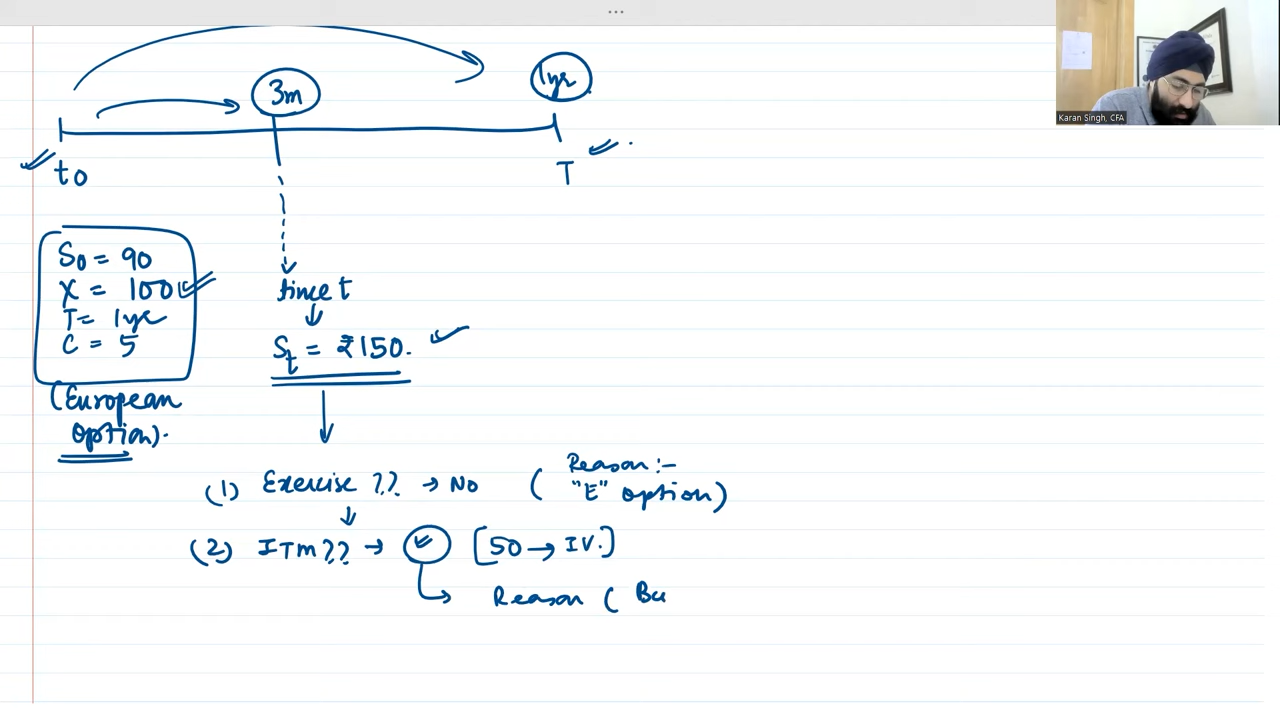 3m
1yr
t0
T
S0 = 90
X = 100
T = 1yr
C = 5
(European
option).
time t
St = ₹150.
(1) Exercise ?? → No ( Reason :-
"E" option)
(2) ITM ?? → [50 → IV.]
Reason ( Bu
Karan Singh, CFA